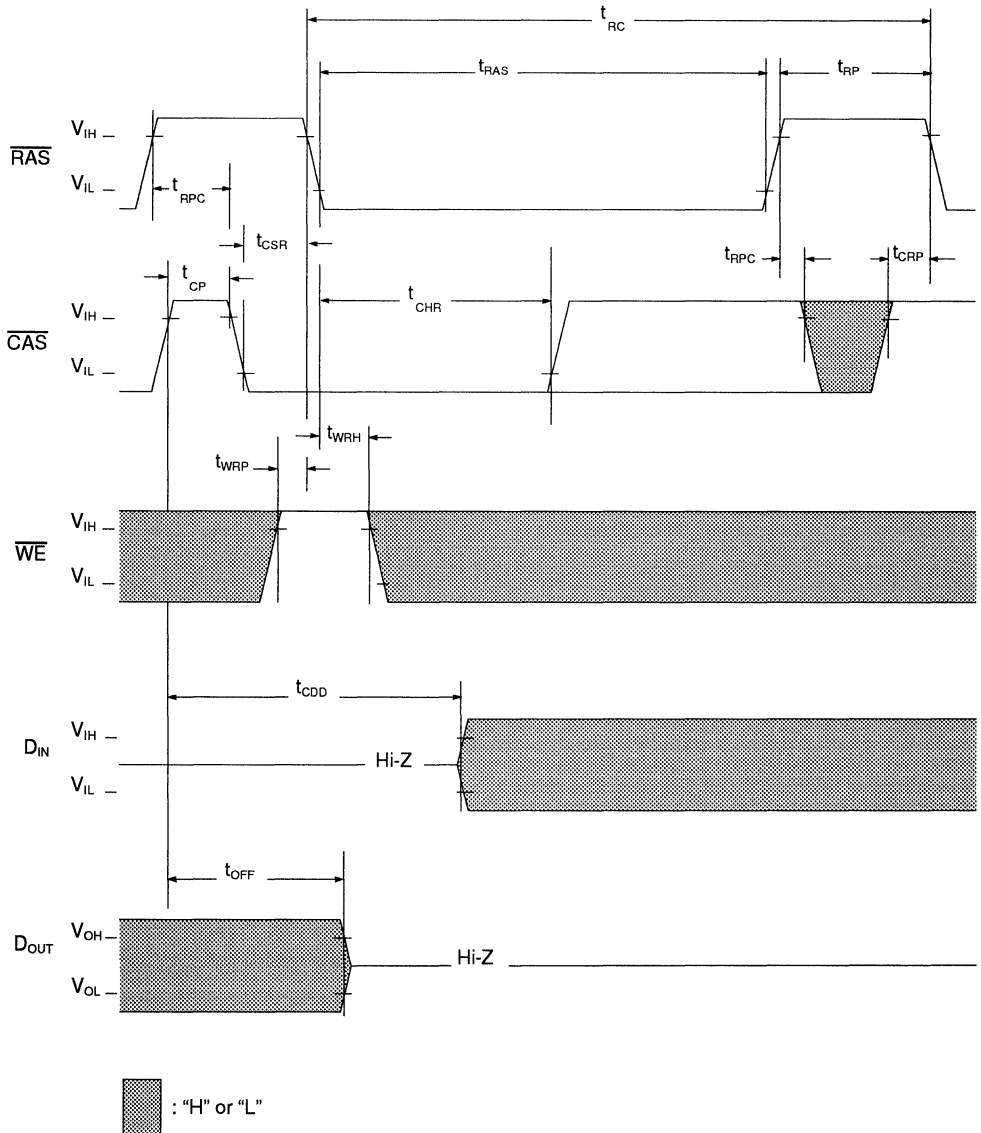 tRC
tRAS
tRP
RAS
VIH
VIL
tRPC
tCSR
tRPC
tCRP
tCP
tCHR
CAS
VIH
VIL
tWRH
tWRP
WE
VIH
VIL
tCDD
DIN
VIH
Hi-Z
VIL
tOFF
DOUT
VOH
Hi-Z
VOL
: “H” or “L”